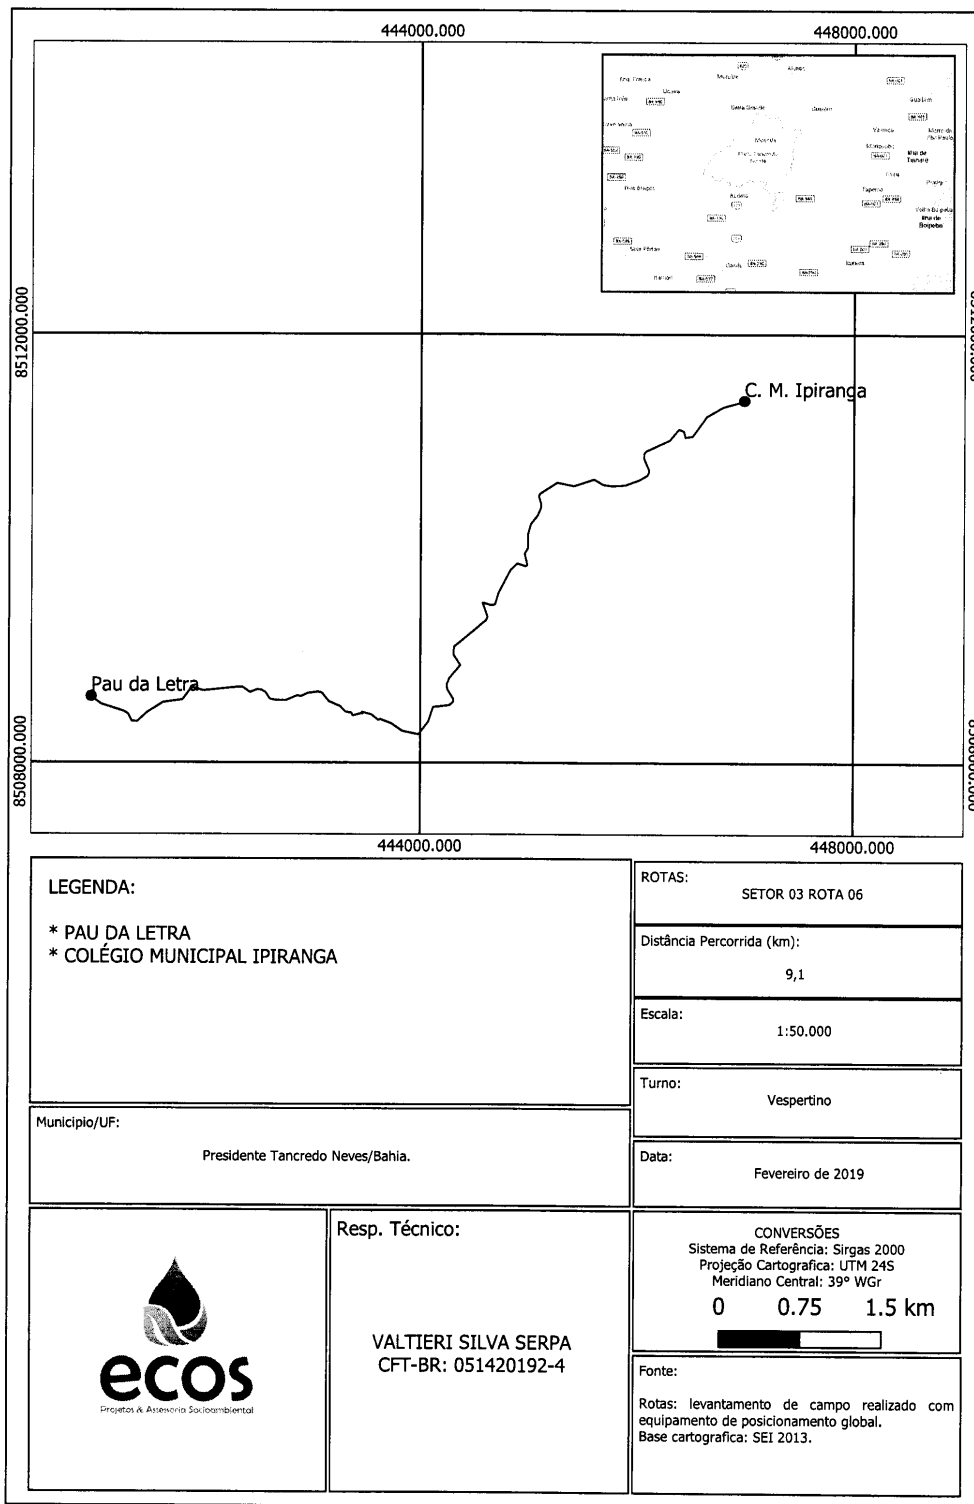 444000.000
448000.000
8512000.000
8512000.000
C. M. Ipiranga
Pau da Letra
8508000.000
8508000.000
444000.000
448000.000
LEGENDA:
* PAU DA LETRA
* COLÉGIO MUNICIPAL IPIRANGA
ROTAS:
SETOR 03 ROTA 06
Distância Percorrida (km):
9,1
Escala:
1:50.000
Turno:
Vespertino
Municipio/UF:
Presidente Tancredo Neves/Bahia.
Data:
Fevereiro de 2019
ecos
Projetos & Assessoria Socioambiental
Resp. Técnico:
VALTIERI SILVA SERPA
CFT-BR: 051420192-4
CONVERSÕES
Sistema de Referência: Sirgas 2000
Projeção Cartografica: UTM 24S
Meridiano Central: 39º WGr
0 0.75 1.5 km
Fonte:
Rotas: levantamento de campo realizado com
equipamento de posicionamento global.
Base cartografica: SEI 2013.